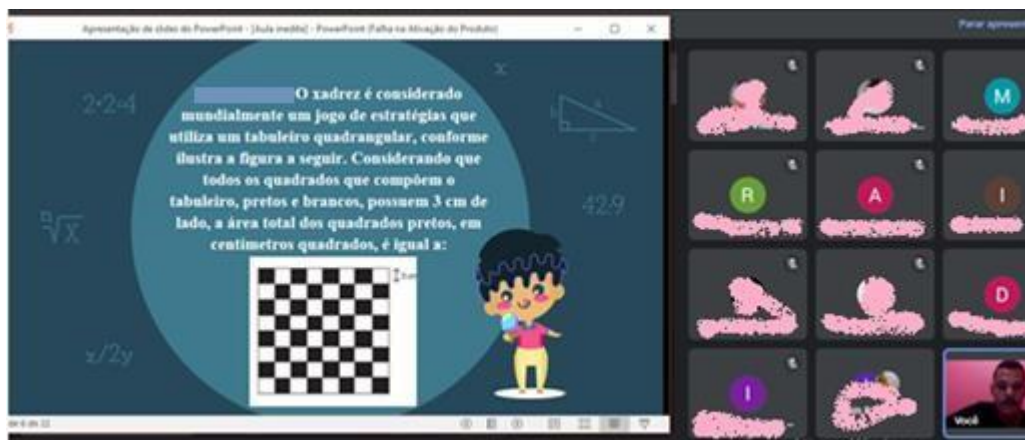 Apresentação de slides do PowerPoint - [Aula inedita] - PowerPoint (Falha na Ativação do Produto)
Parar apresent
x
2+2=4
O xadrez é considerado
mundialmente um jogo de estratégias que
utiliza um tabuleiro quadrangular, conforme
ilustra a figura a seguir. Considerando que
todos os quadrados que compõem o
tabuleiro, pretos e brancos, possuem 3 cm de
lado, a área total dos quadrados pretos, em
centímetros quadrados, é igual a:
42.9
z/2y
M
R
A
I
D
I
Você